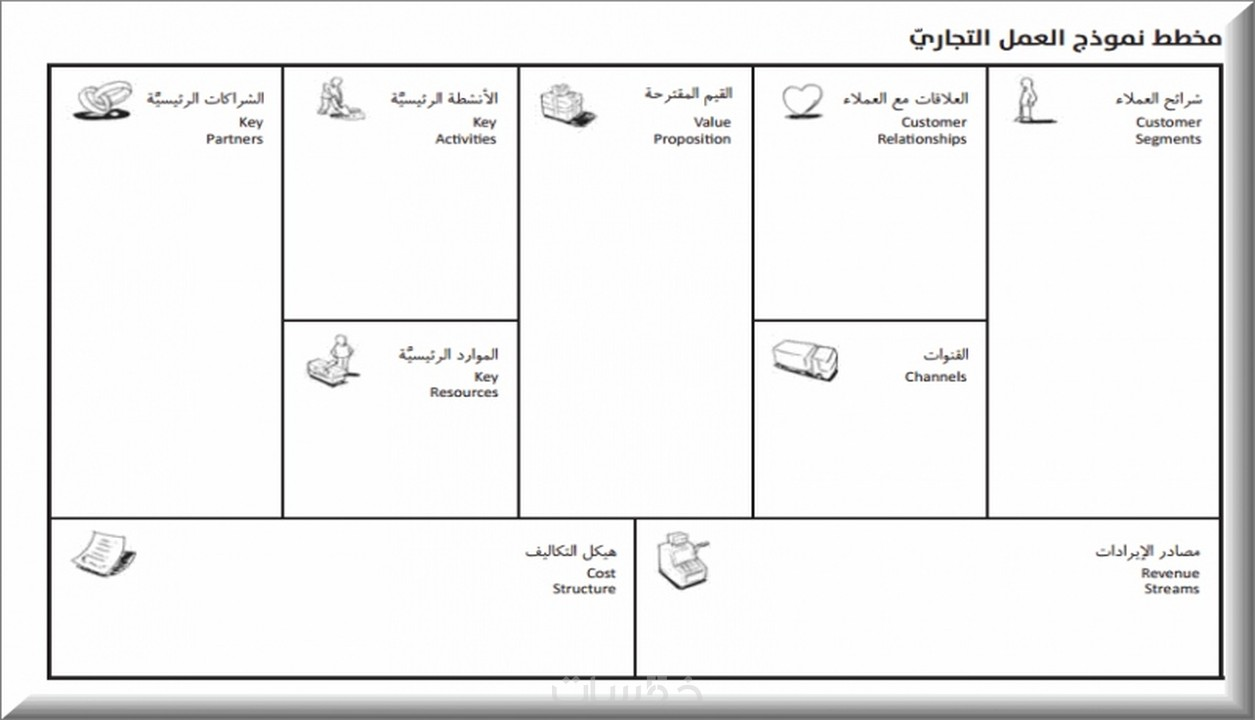 مخطط نموذج العمل التجاريّ
شرائح العملاء
Customer
Segments
العلاقات مع العملاء
Customer
Relationships
القيم المقترحة
Value
Proposition
الأنشطة الرئيسيَّة
Key
Activities
الشراكات الرئيسيَّة
Key
Partners
القنوات
Channels
الموارد الرئيسيَّة
Key
Resources
مصادر الإيرادات
Revenue
Streams
هيكل التكاليف
Cost
Structure
خمسات